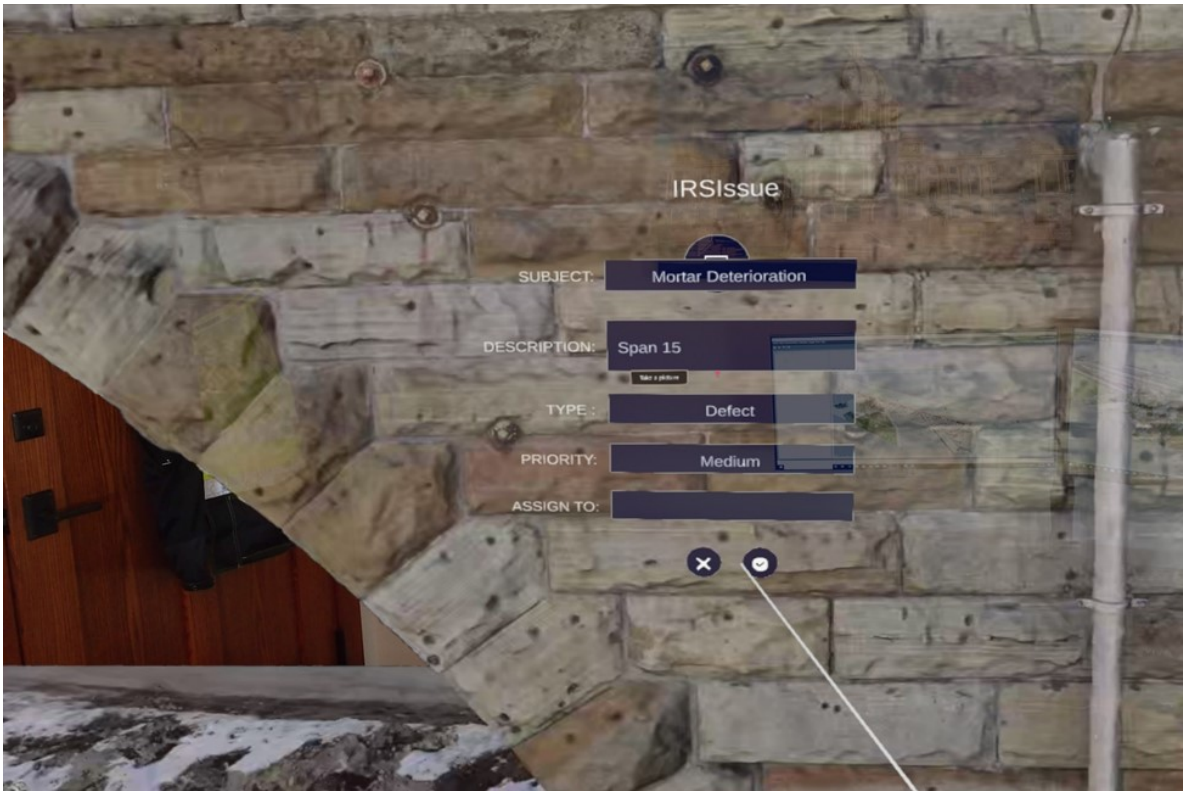 IRSIssue
SUBJECT: Mortar Deterioration
DESCRIPTION: Span 15
Take a picture
TYPE : Defect
PRIORITY: Medium
ASSIGN TO: